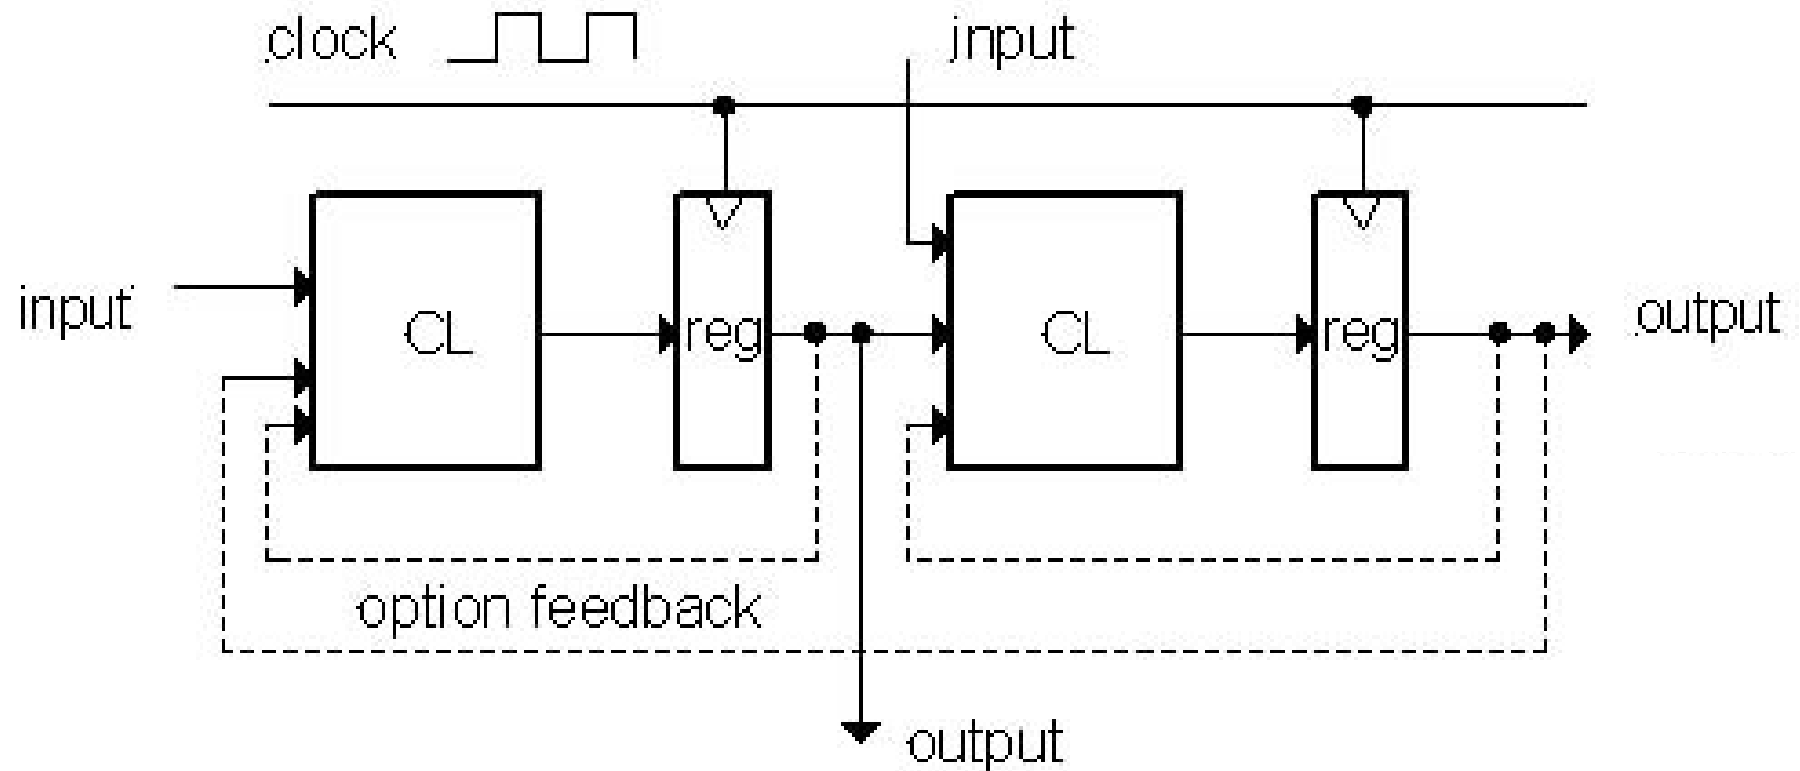 clock
input
input
CL
reg
CL
reg
output
option feedback
output